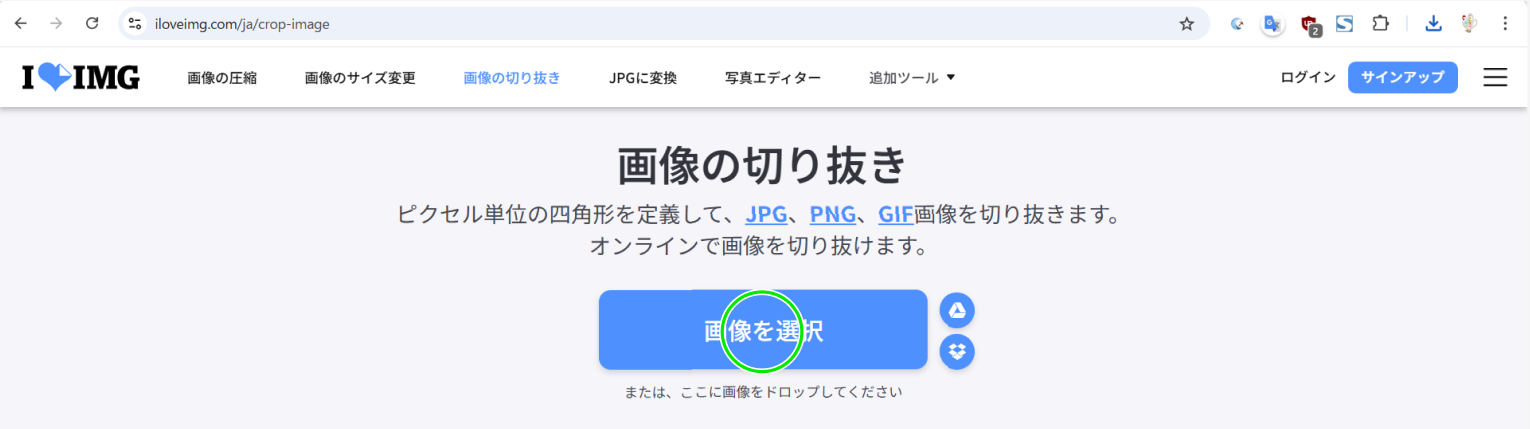 iloveimg.com/ja/crop-image
2
I IMG
画像の圧縮
画像のサイズ変更
画像の切り抜き
JPGに変換
写真エディター
追加ツール
ログイン
サインアップ
画像の切り抜き
ピクセル単位の四角形を定義して、JPG、PNG、GIF画像を切り抜きます。
オンラインで画像を切り抜けます。
画像を選択
または、ここに画像をドロップしてください